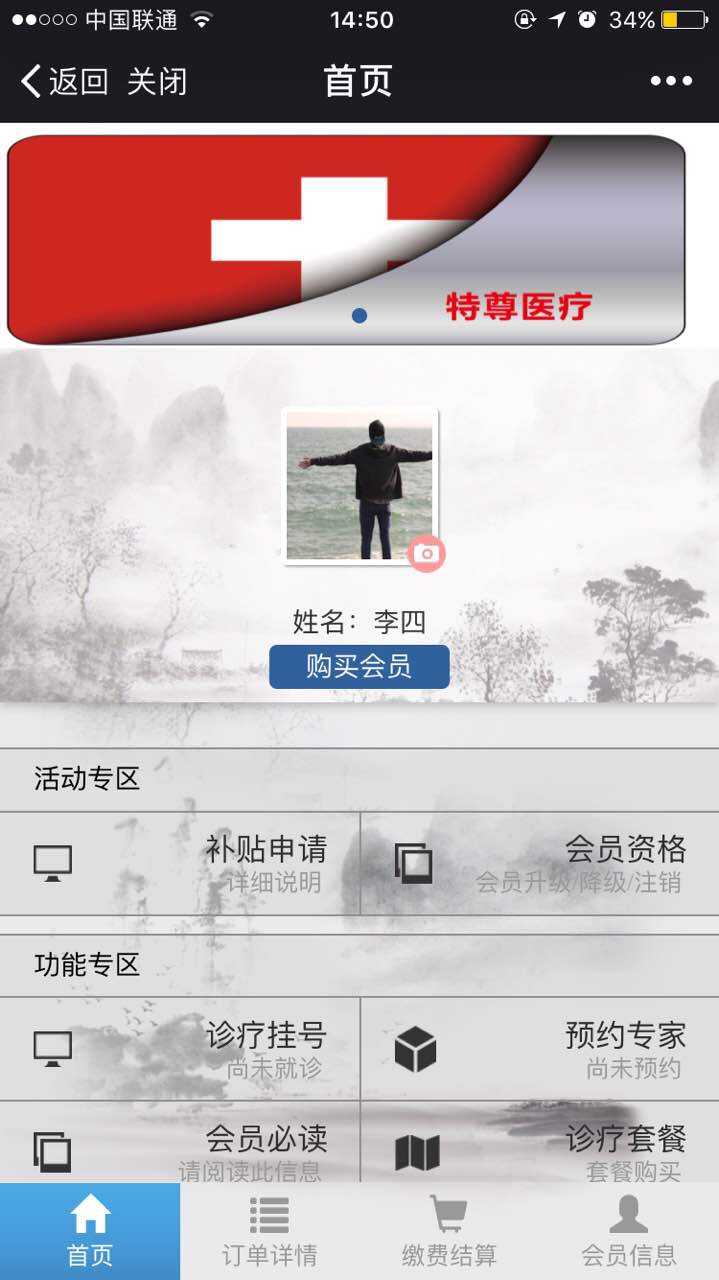 中国联通 14:50 34%
返回 关闭 首页
特尊医疗
姓名：李四
购买会员
活动专区
补贴申请
详细说明
会员资格
会员升级/降级/注销
功能专区
诊疗挂号
尚未就诊
预约专家
尚未预约
会员必读
请阅读此信息
诊疗套餐
套餐购买
首页 订单详情 缴费结算 会员信息